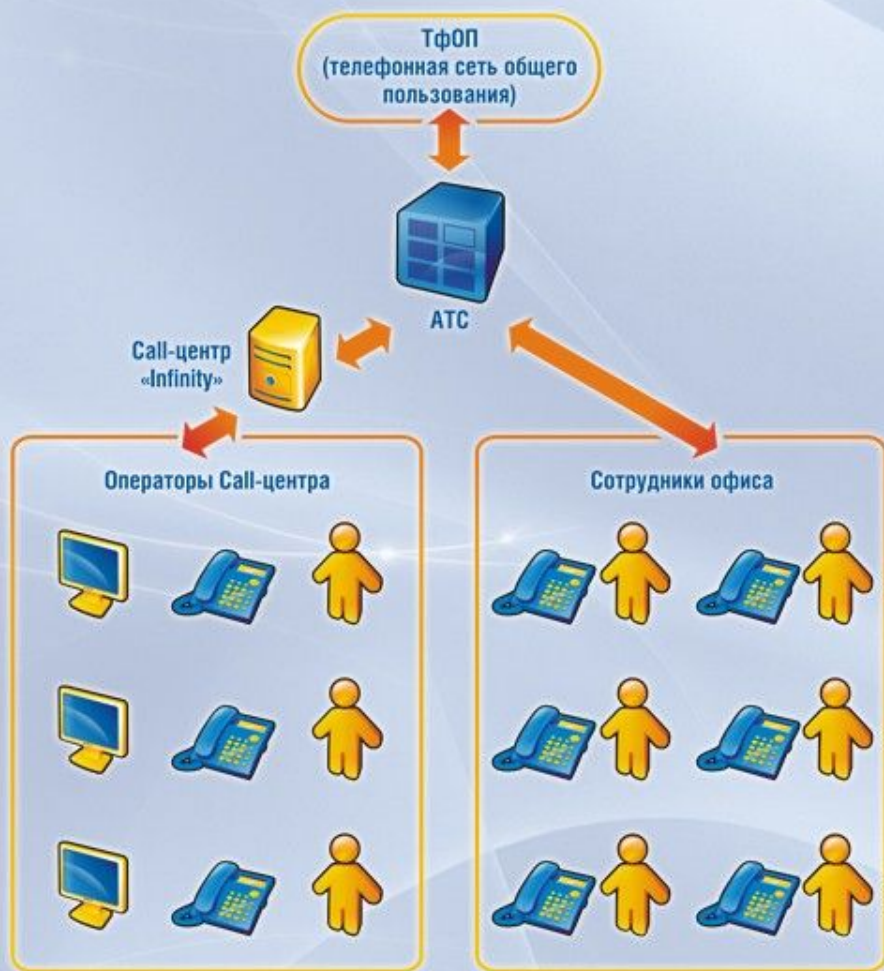 ТфОП
(телефонная сеть общего
пользования)
АТС
Call-центр
«Infinity»
Операторы Call-центра
Сотрудники офиса